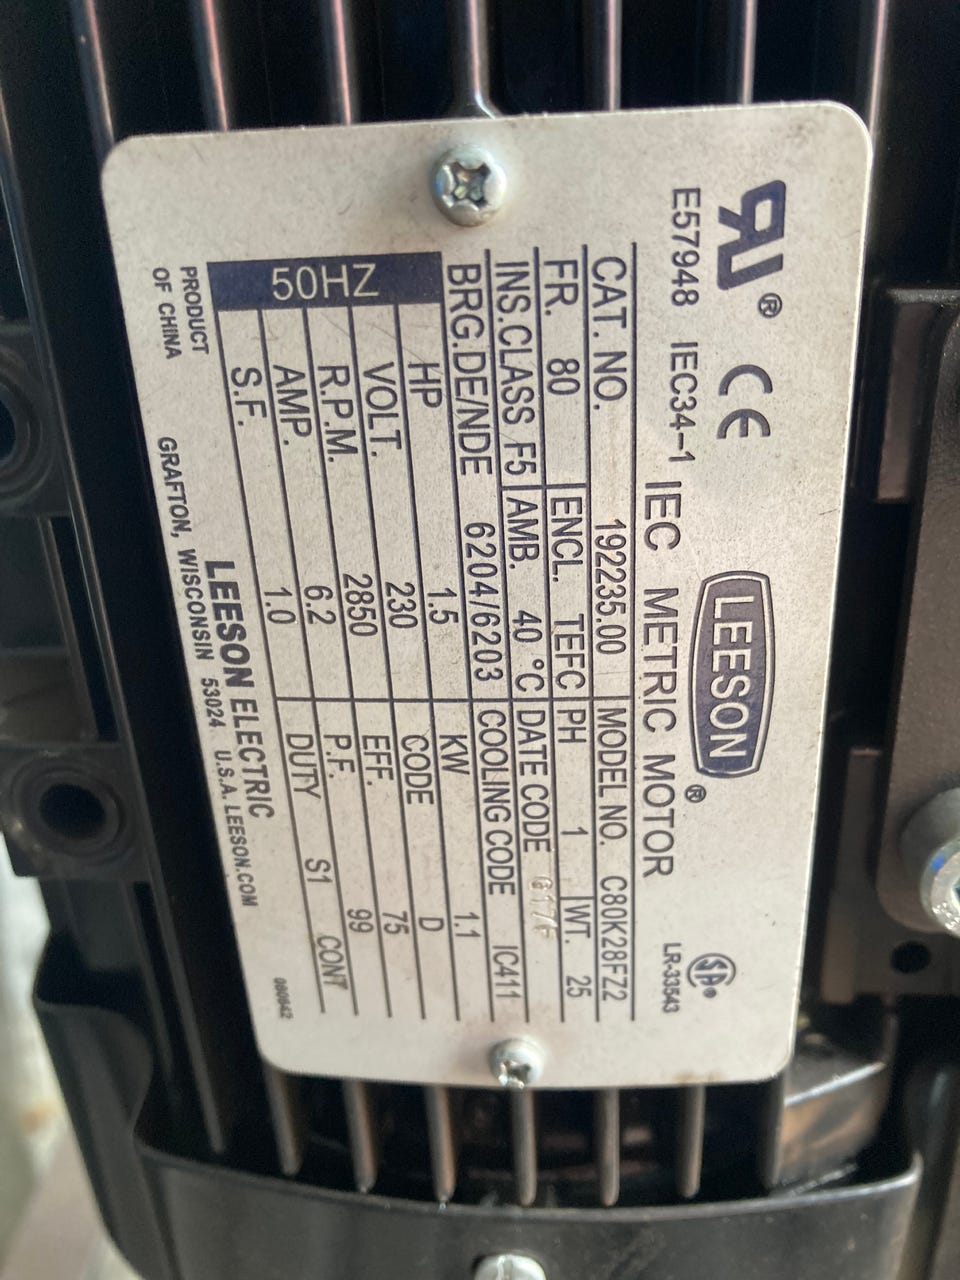 LEESON®
CE
E57948 IEC34-1 IEC METRIC MOTOR LR-33543
CAT. NO. 192235.00 MODEL NO. C80K28FZ2
FR. 80 ENCL. TEFC PH 1 WT. 25
INS.CLASS F5 AMB. 40 °C DATE CODE
BRG.DE/NDE 6204/6203 COOLING CODE IC411
50HZ
HP 1.5 KW 1.1
VOLT. 230 CODE D
R.P.M. 2850 EFF. 75
AMP. 6.2 P.F. 99
S.F. 1.0 DUTY S1 CONT
PRODUCT
OF CHINA
LEESON ELECTRIC
GRAFTON, WISCONSIN 53024 U.S.A. LEESON.COM
080642